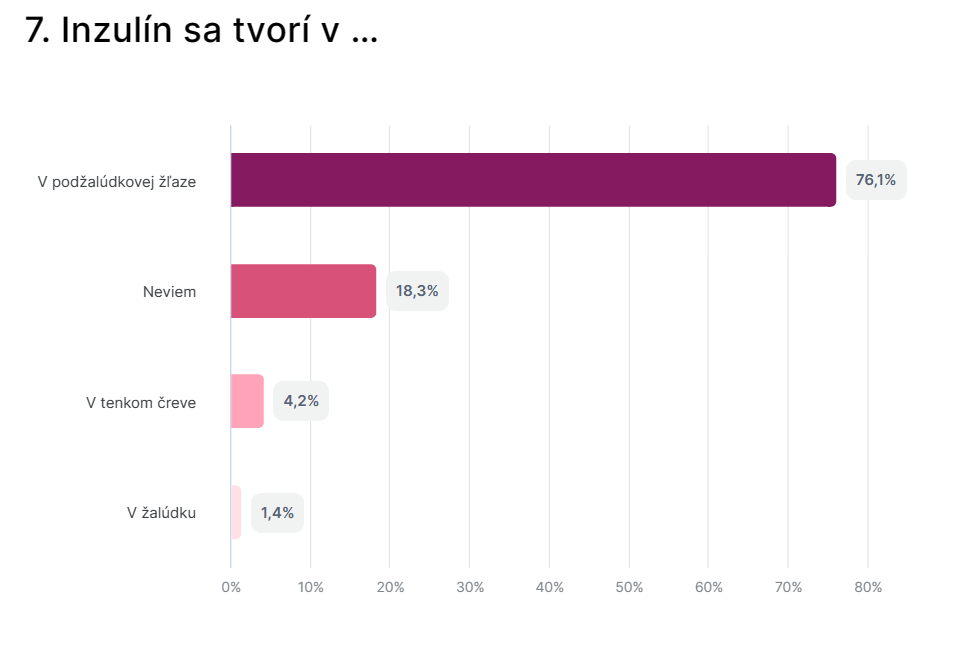 7. Inzulín sa tvorí v ...
V podžalúdkovej žľaze
76,1%
Neviem
18,3%
V tenkom čreve
4,2%
V žalúdku
1,4%
0% 10% 20% 30% 40% 50% 60% 70% 80%